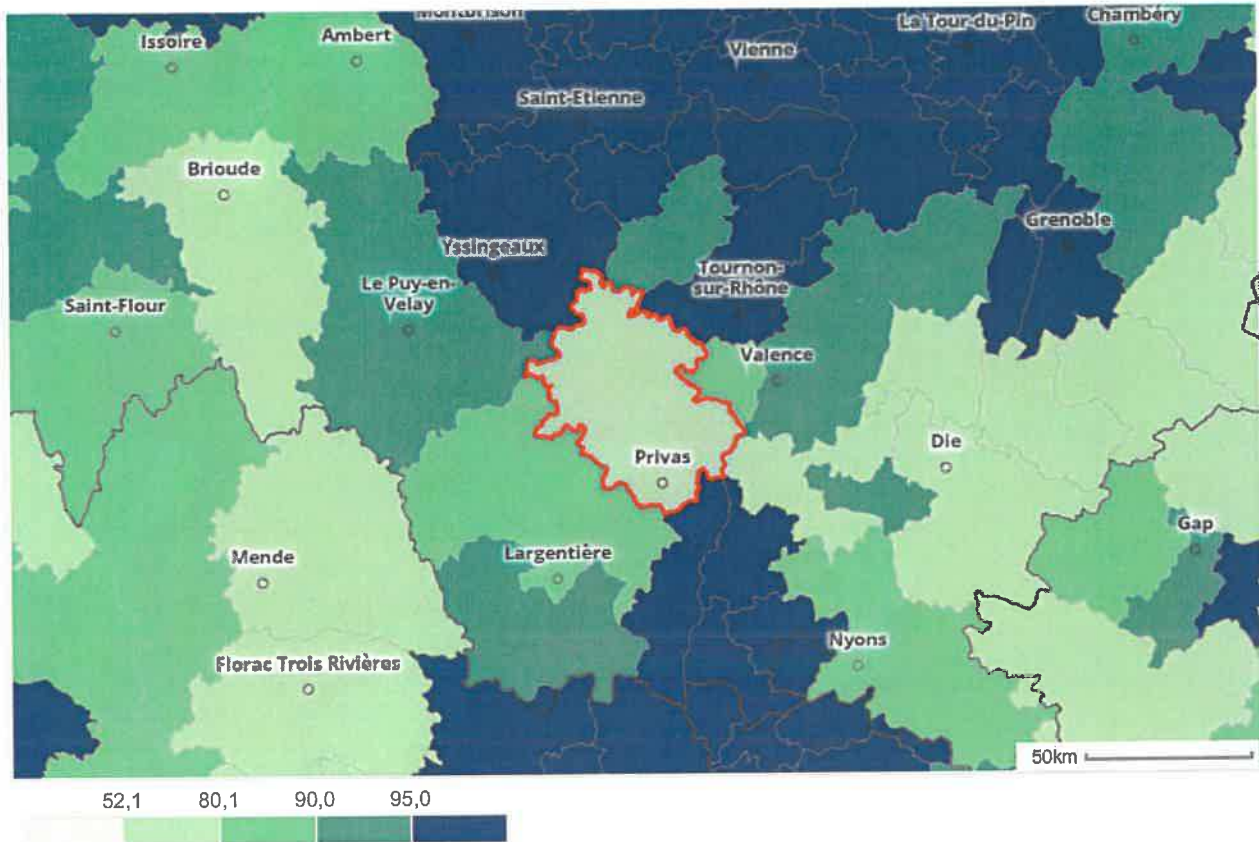 Montbrison
La Tour-du-Pin
Chambéry
Issoire
Ambert
Vienne
Saint-Etienne
Brioude
Grenoble
Yssingeaux
Le Puy-en-
Velay
Tournon-
sur-Rhône
Saint-Flour
Valence
Privas
Die
Gap
Mende
Largentière
Florac Trois Rivières
Nyons
50km
52,1 80,1 90,0 95,0